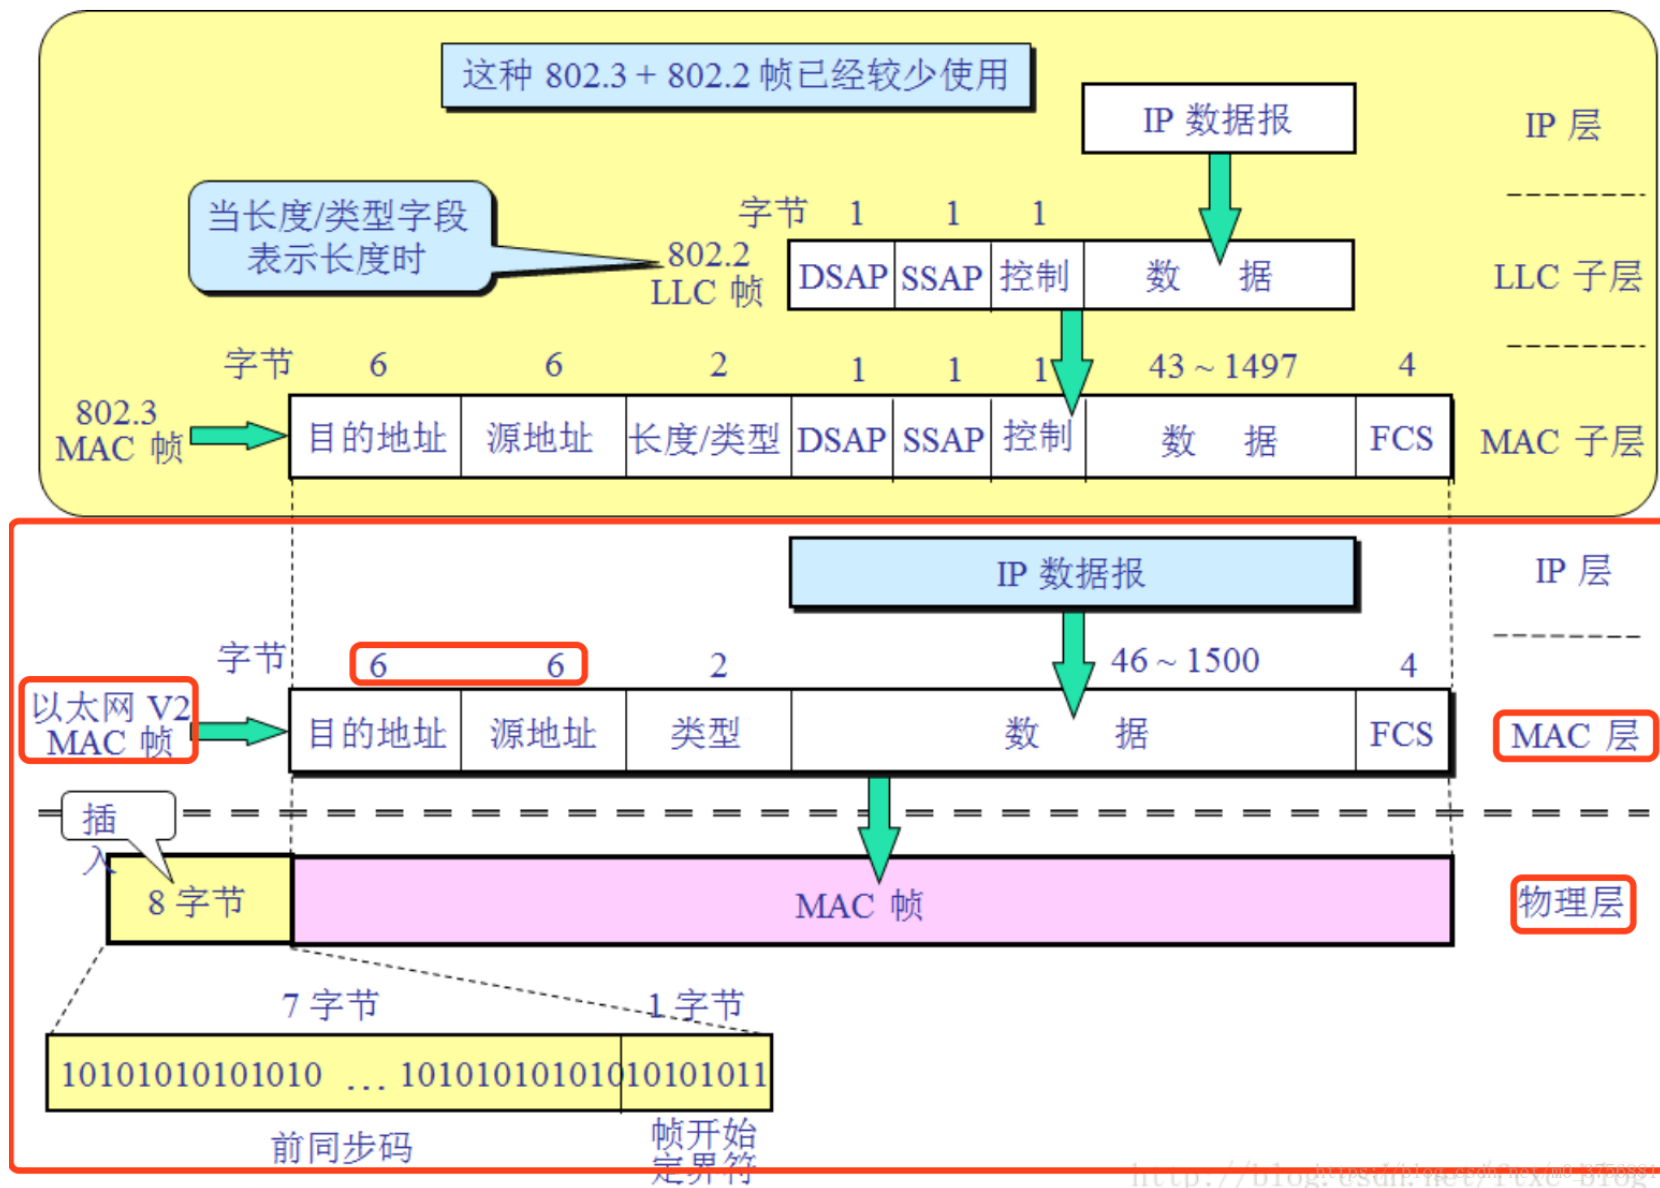 这种 802.3 + 802.2 帧已经较少使用
IP 数据报
IP 层
当长度/类型字段
表示长度时
字节 1 1 1
802.2
LLC 帧
DSAP SSAP 控制 数 据
LLC 子层
字节 6 6 2 1 1 1 43 ~ 1497 4
802.3
MAC 帧
目的地址 源地址 长度/类型 DSAP SSAP 控制 数 据 FCS
MAC 子层
IP 数据报
IP 层
字节 6 6 2 46 ~ 1500 4
以太网 V2
MAC 帧
目的地址 源地址 类型 数 据 FCS
MAC 层
插
入
8 字节
MAC 帧
物理层
7 字节 1 字节
10101010101010 … 101010101010 10101011
前同步码
帧开始
定界符